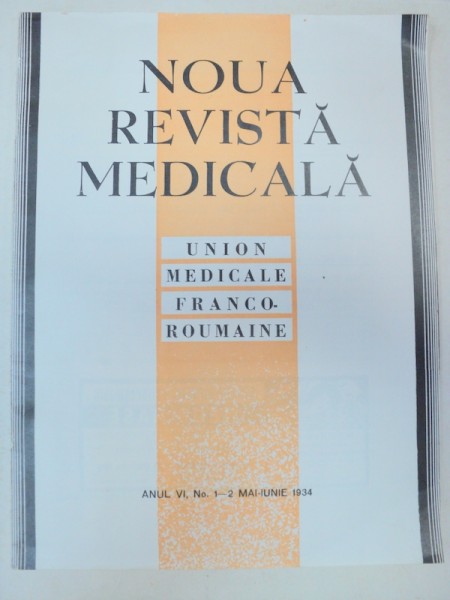 NOUA
REVISTĂ
MEDICALĂ
UNION
MEDICALE
FRANCO-
ROUMAINE
ANUL VI, No. 1—2 MAI-IUNIE 1934